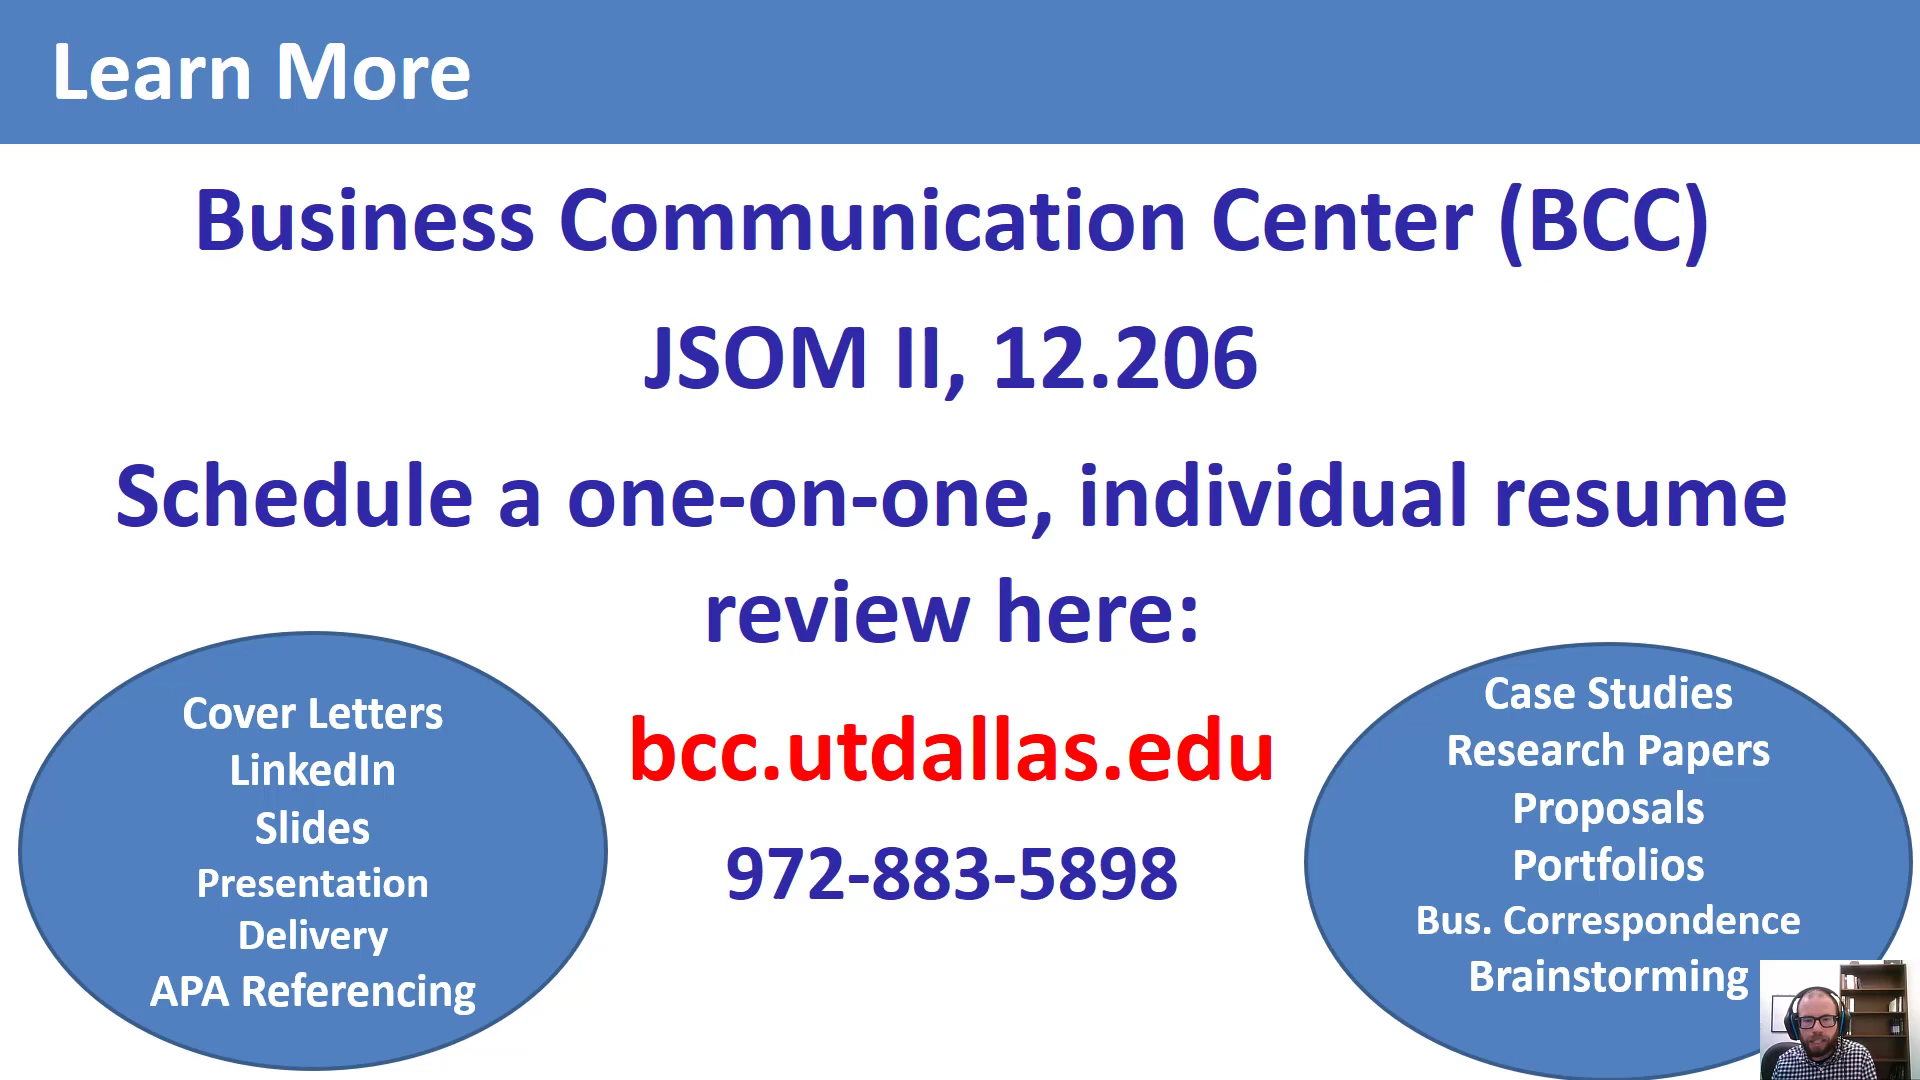 Learn More
Business Communication Center (BCC)
JSOM II, 12.206
Schedule a one-on-one, individual resume
review here:
bcc.utdallas.edu
972-883-5898
Cover Letters
LinkedIn
Slides
Presentation
Delivery
APA Referencing
Case Studies
Research Papers
Proposals
Portfolios
Bus. Correspondence
Brainstorming